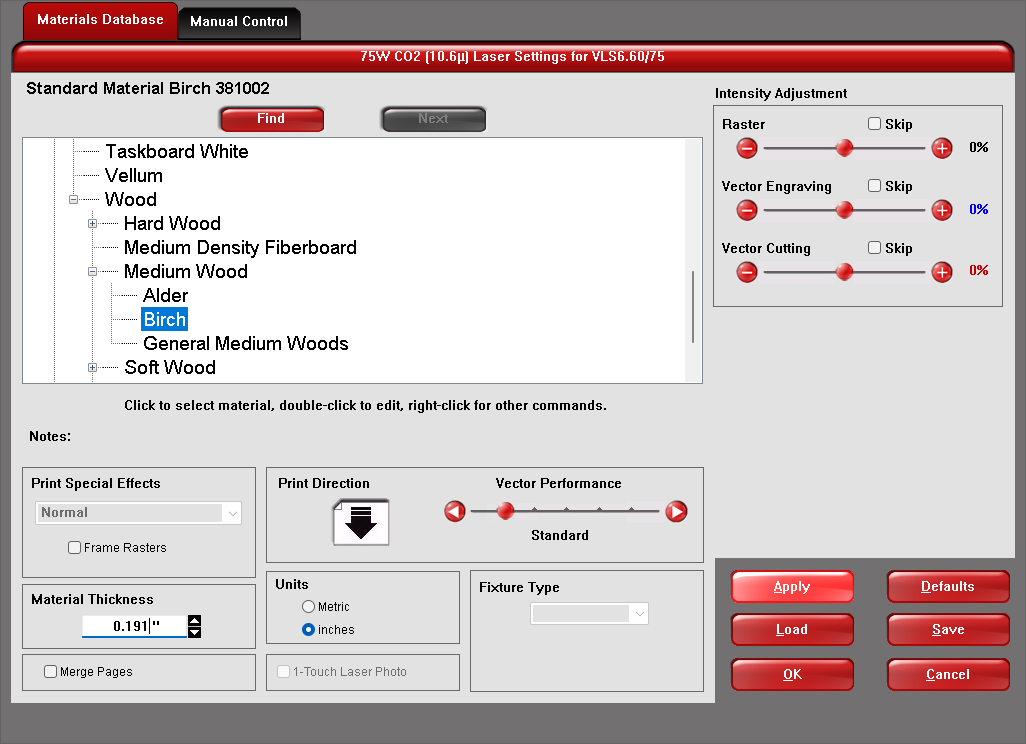 Materials Database
Manual Control
75W CO2 (10.6µ) Laser Settings for VLS6.60/75
Standard Material Birch 381002
Find
Next
Taskboard White
Vellum
Wood
Hard Wood
Medium Density Fiberboard
Medium Wood
Alder
Birch
General Medium Woods
Soft Wood
Click to select material, double-click to edit, right-click for other commands.
Notes:
Intensity Adjustment
Raster
Skip
0%
Vector Engraving
Skip
0%
Vector Cutting
Skip
0%
Print Special Effects
Normal
Frame Rasters
Print Direction
Vector Performance
Standard
Material Thickness
0.191"
Merge Pages
Units
Metric
inches
1-Touch Laser Photo
Fixture Type
Apply
Defaults
Load
Save
OK
Cancel